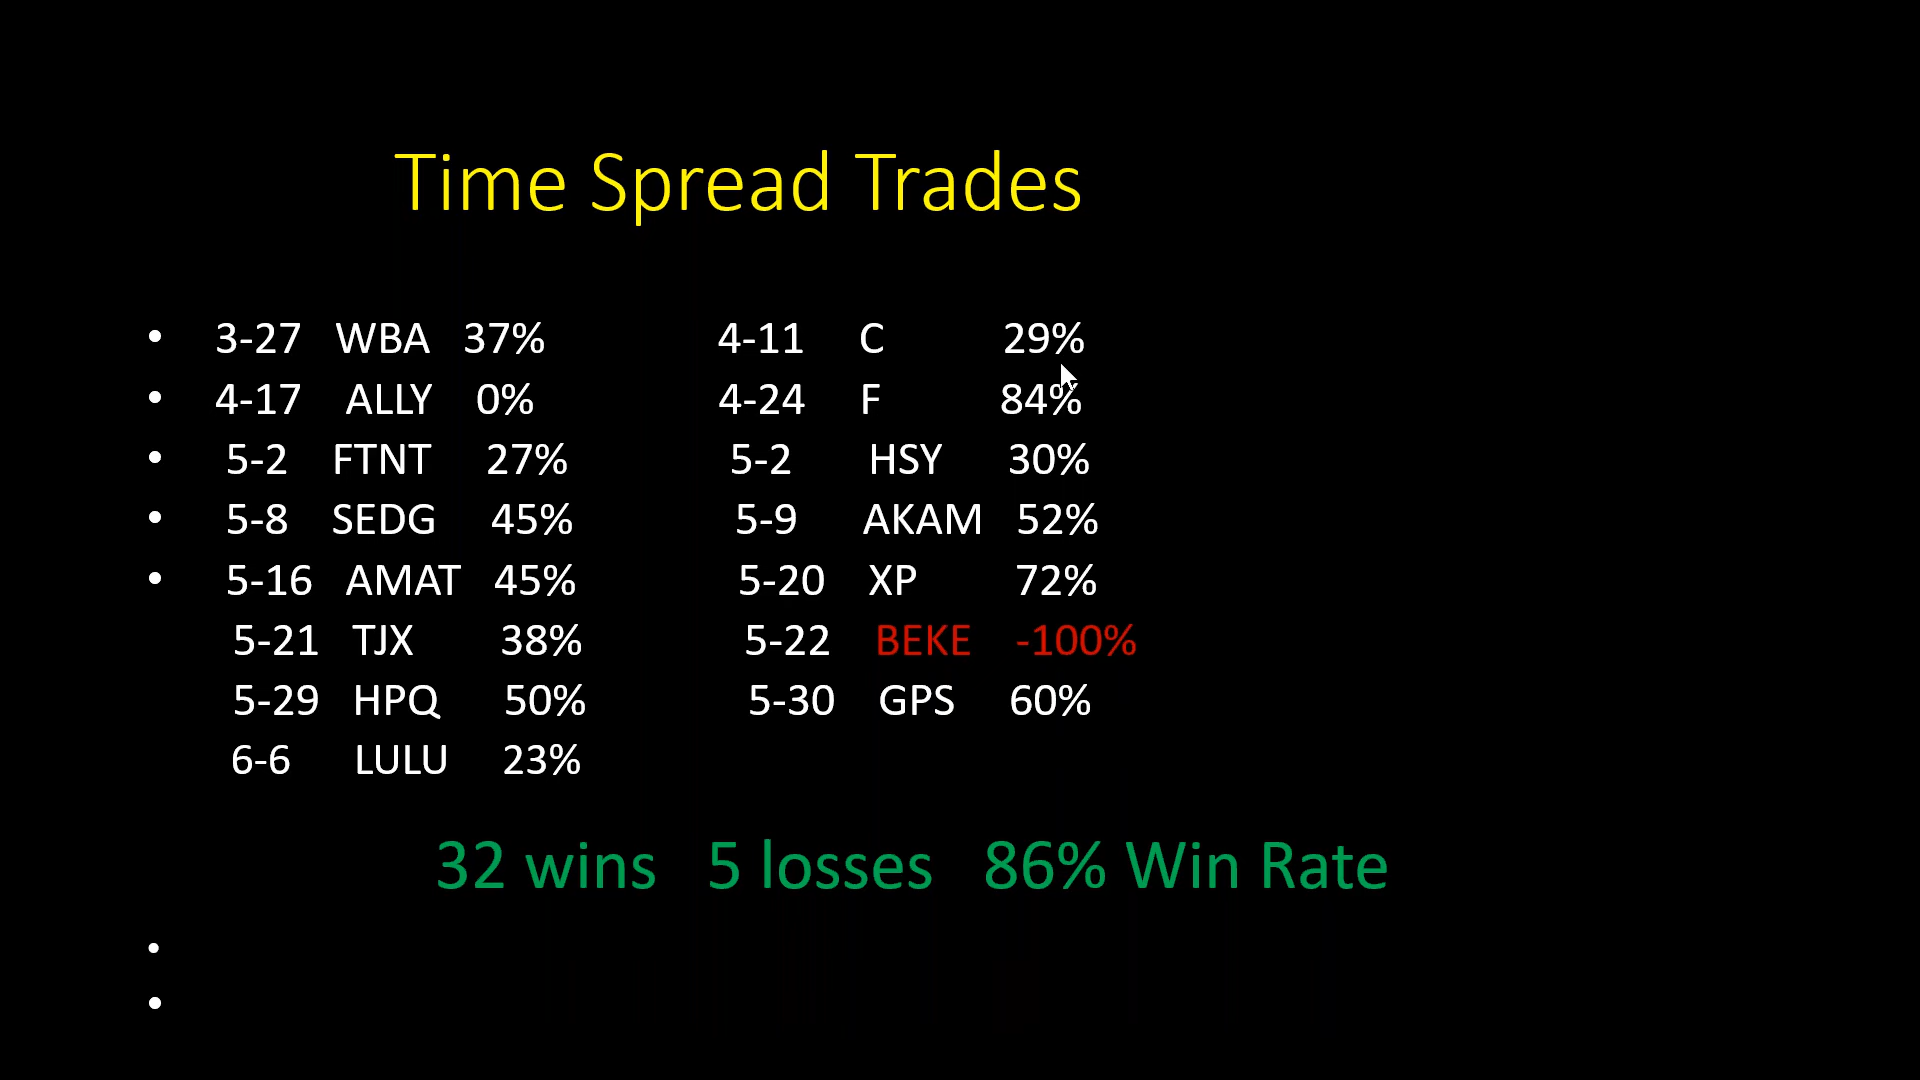 Time Spread Trades
• 3-27 WBA 37% 4-11 C 29%
• 4-17 ALLY 0% 4-24 F 84%
• 5-2 FTNT 27% 5-2 HSY 30%
• 5-8 SEDG 45% 5-9 AKAM 52%
• 5-16 AMAT 45% 5-20 XP 72%
5-21 TJX 38% 5-22 BEKE -100%
5-29 HPQ 50% 5-30 GPS 60%
6-6 LULU 23%
32 wins 5 losses 86% Win Rate
•
•